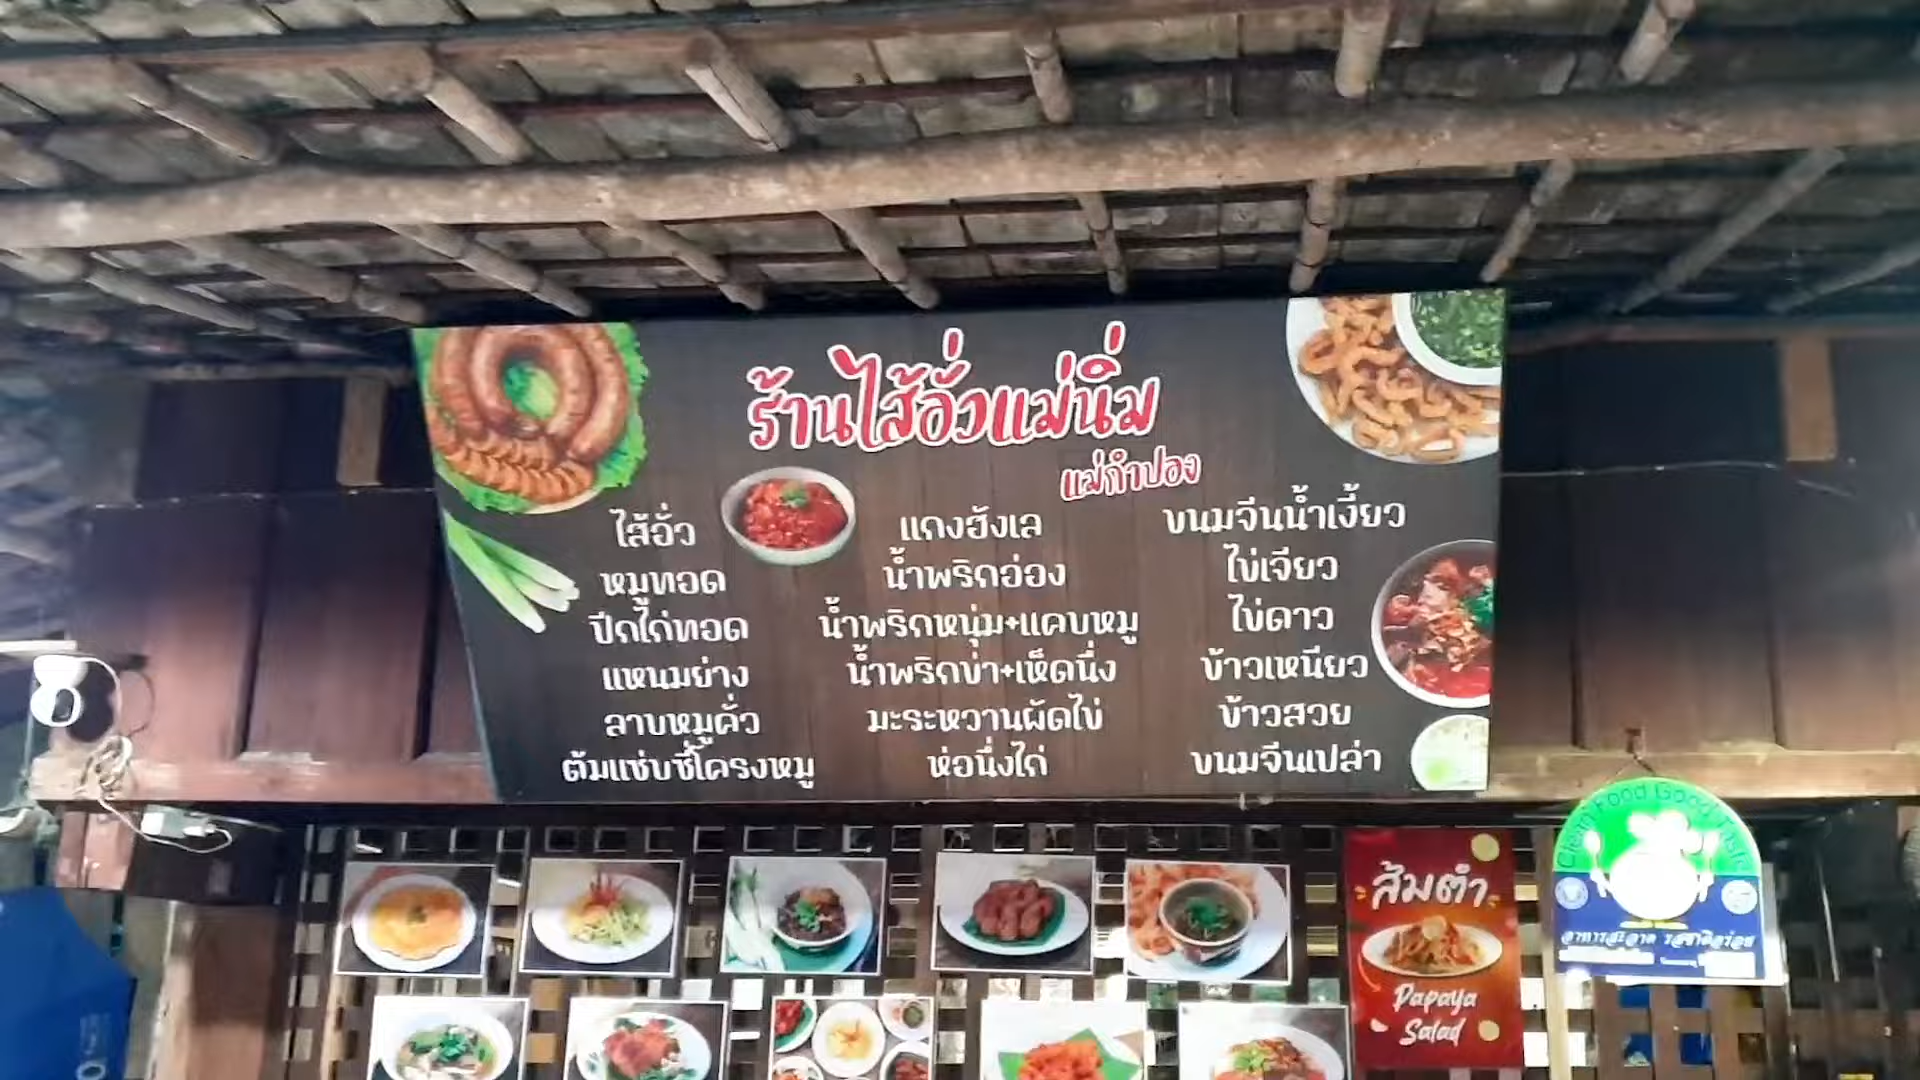 ร้านไส้อั่วแม่นิ่ม
แม่กำปอง
ไส้อั่ว
หมูทอด
ปีกไก่ทอด
แหนมย่าง
ลาบหมูคั่ว
ต้มแซ่บซี่โครงหมู
แกงฮังเล
น้ำพริกอ่อง
น้ำพริกหนุ่ม+แคบหมู
น้ำพริกข่า+เห็ดนึ่ง
มะระหวานผัดไข่
ห่อนึ่งไก่
ขนมจีนน้ำเงี้ยว
ไข่เจียว
ไข่ดาว
ข้าวเหนียว
ข้าวสวย
ขนมจีนเปล่า
ส้มตำ
Papaya
Salad
Clean Food Good Taste
อาหารสะอาด รสชาติอร่อย